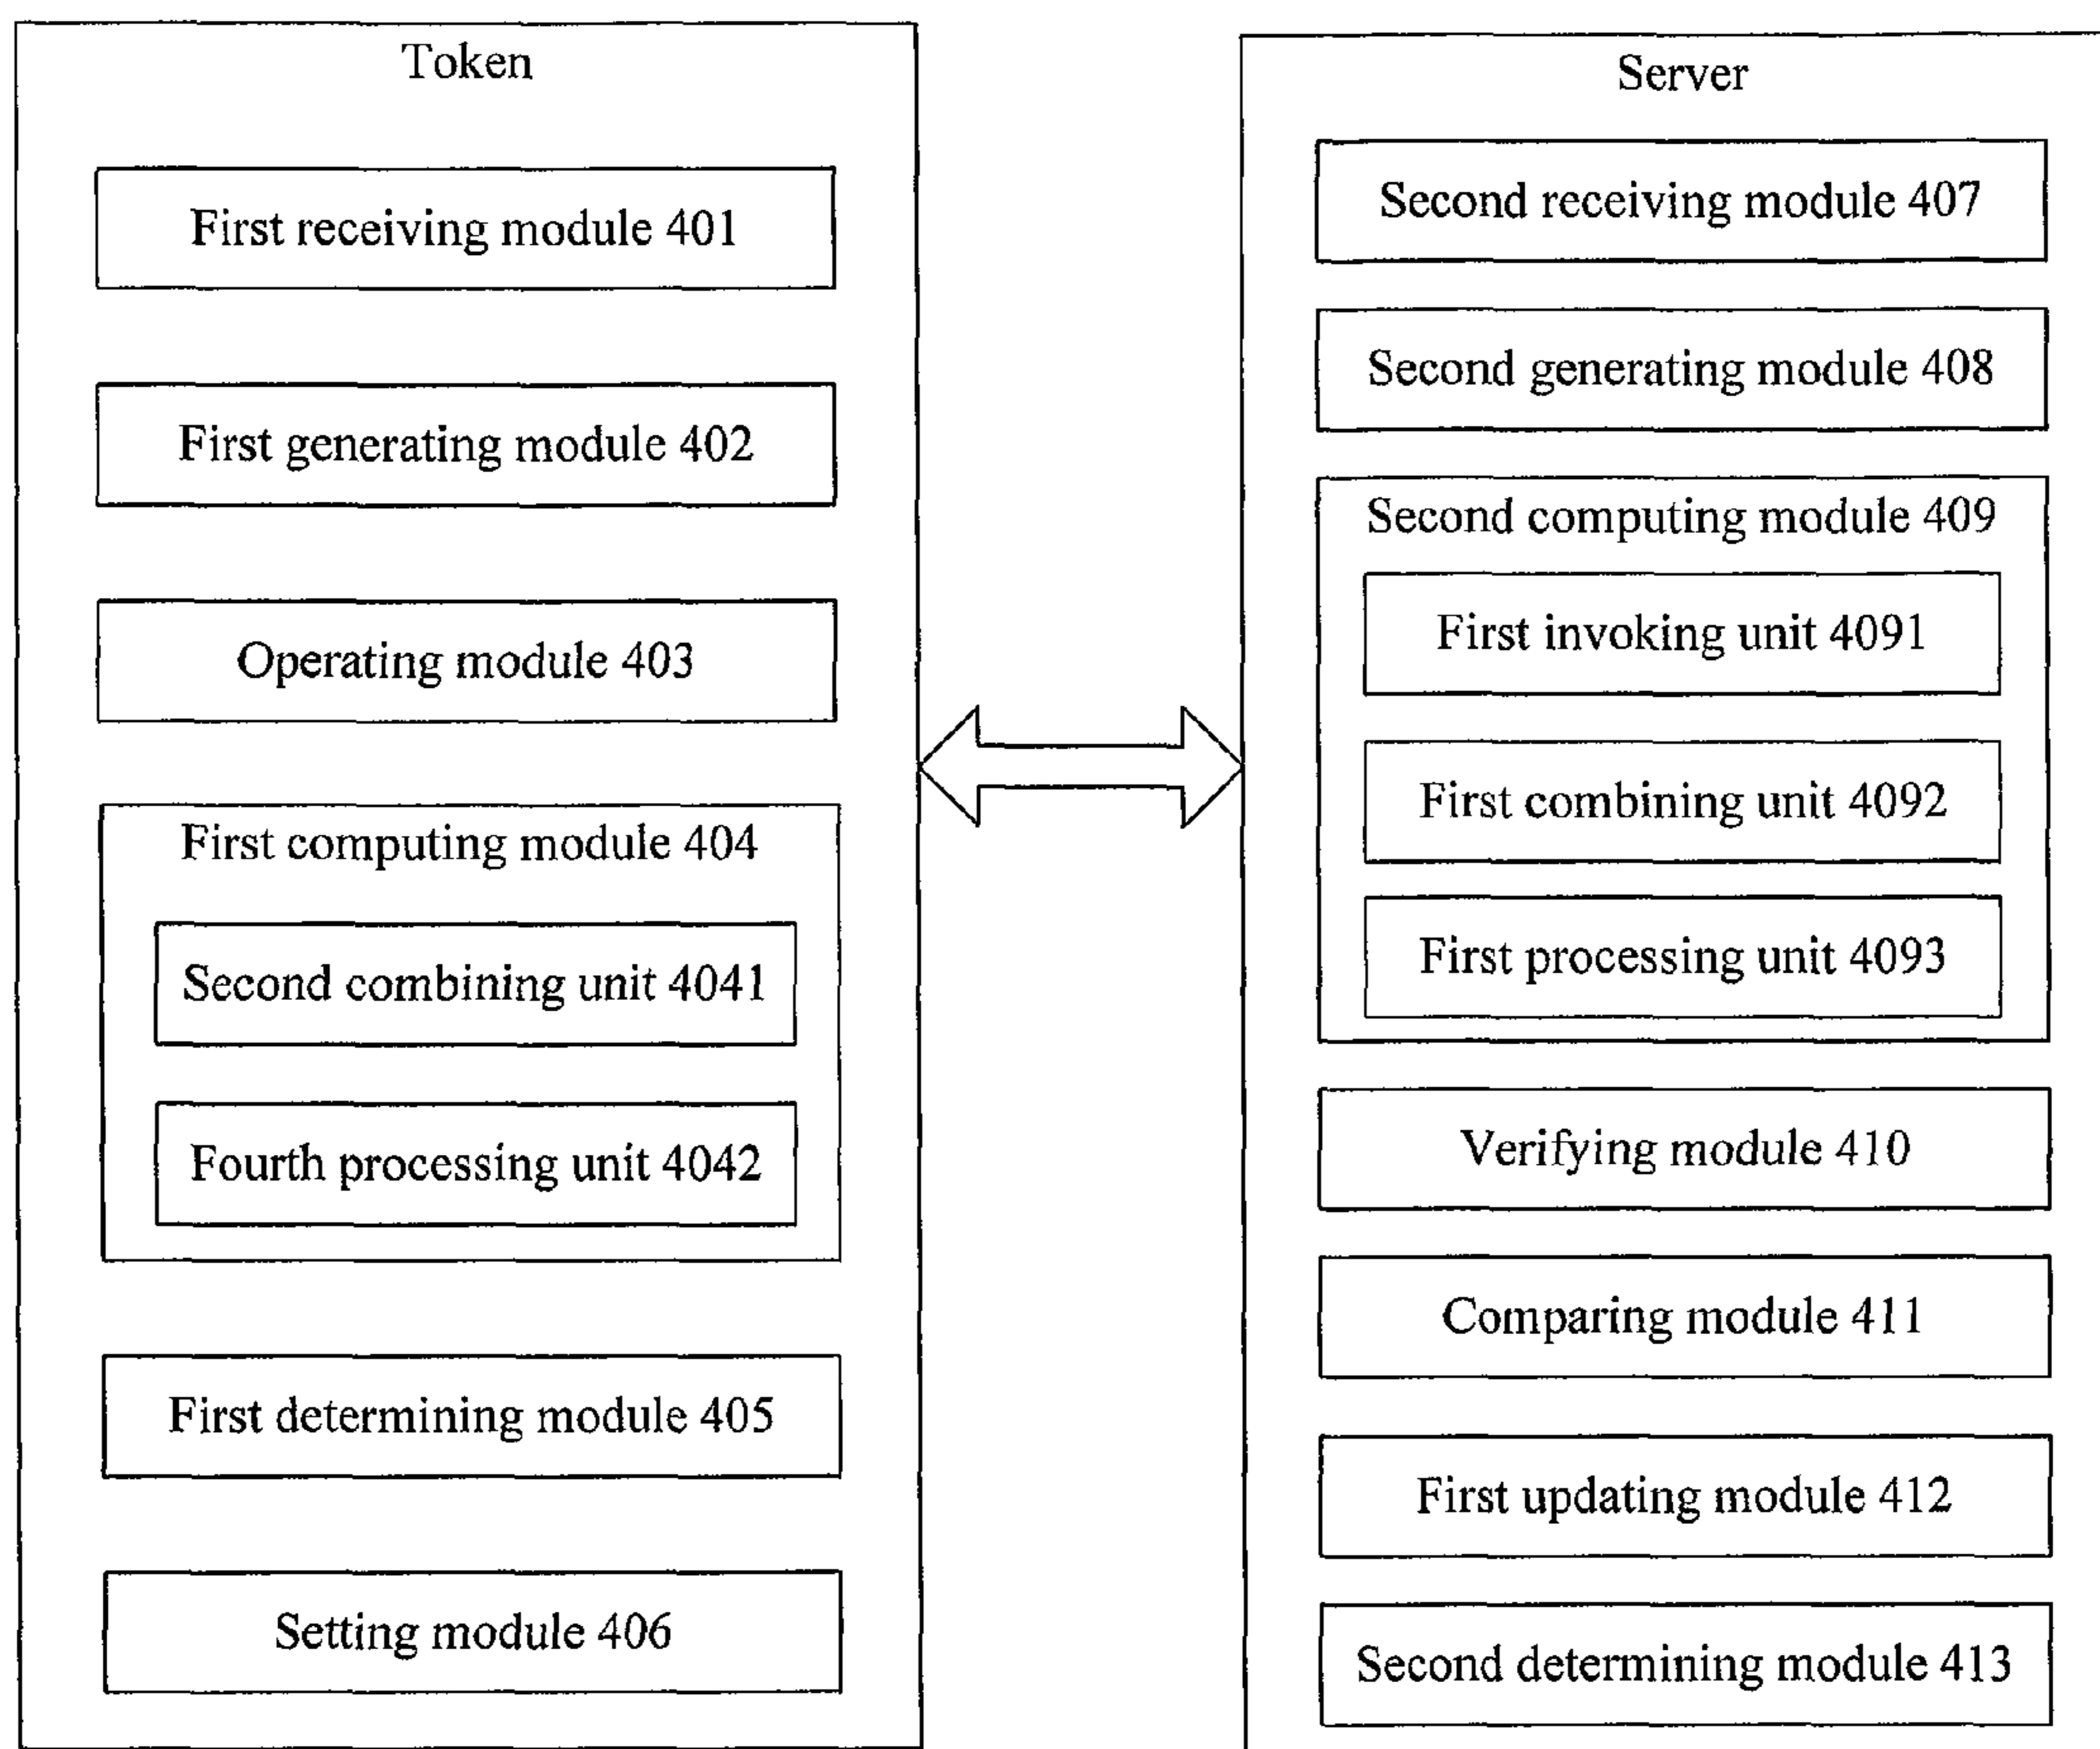 Token
First receiving module 401
First generating module 402
Operating module 403
First computing module 404
Second combining unit 4041
Fourth processing unit 4042
First determining module 405
Setting module 406
Server
Second receiving module 407
Second generating module 408
Second computing module 409
First invoking unit 4091
First combining unit 4092
First processing unit 4093
Verifying module 410
Comparing module 411
First updating module 412
Second determining module 413